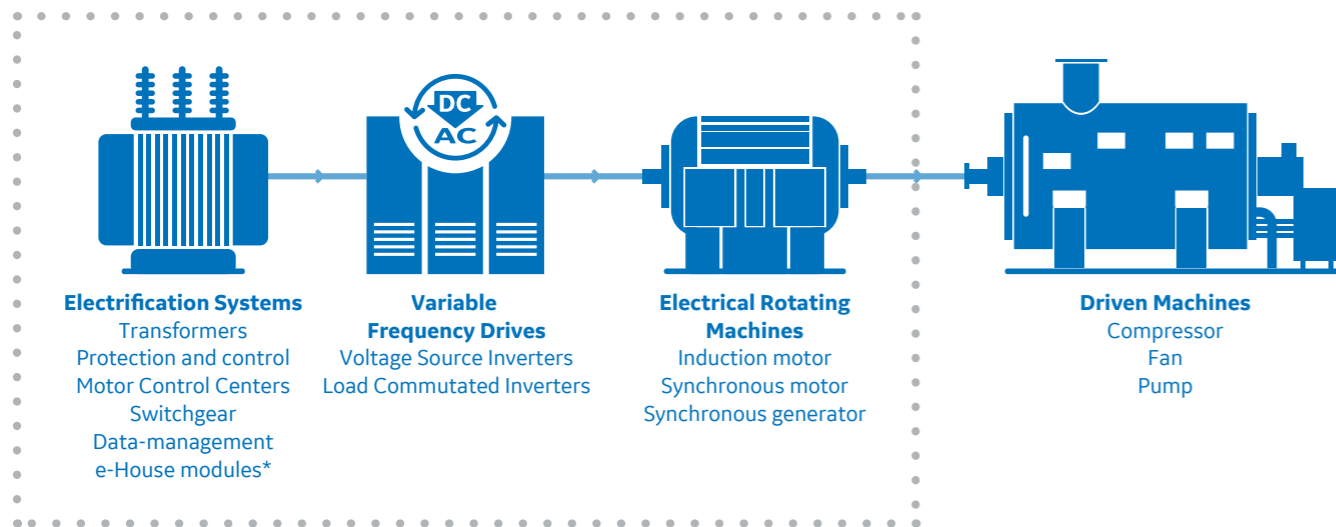 DC
AC
Electrification Systems
Transformers
Protection and control
Motor Control Centers
Switchgear
Data-management
e-House modules*
Variable
Frequency Drives
Voltage Source Inverters
Load Commutated Inverters
Electrical Rotating
Machines
Induction motor
Synchronous motor
Synchronous generator
Driven Machines
Compressor
Fan
Pump